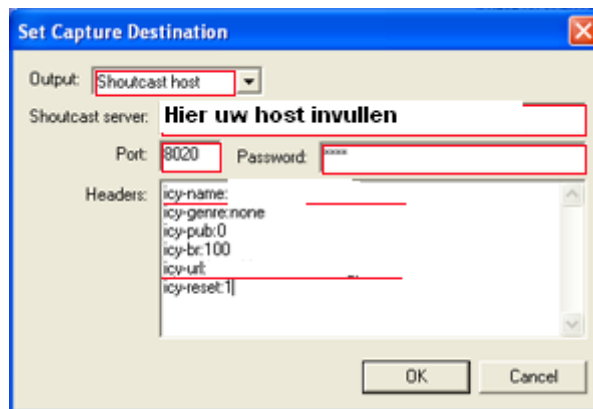 Set Capture Destination
Output: Shoutcast host
Shoutcast server: Hier uw host invullen
Port: 8020 Password: ****
Headers: icy-name:
icy-genre:none
icy-pub:0
icy-br:100
icy-url:
icy-reset:1
OK Cancel